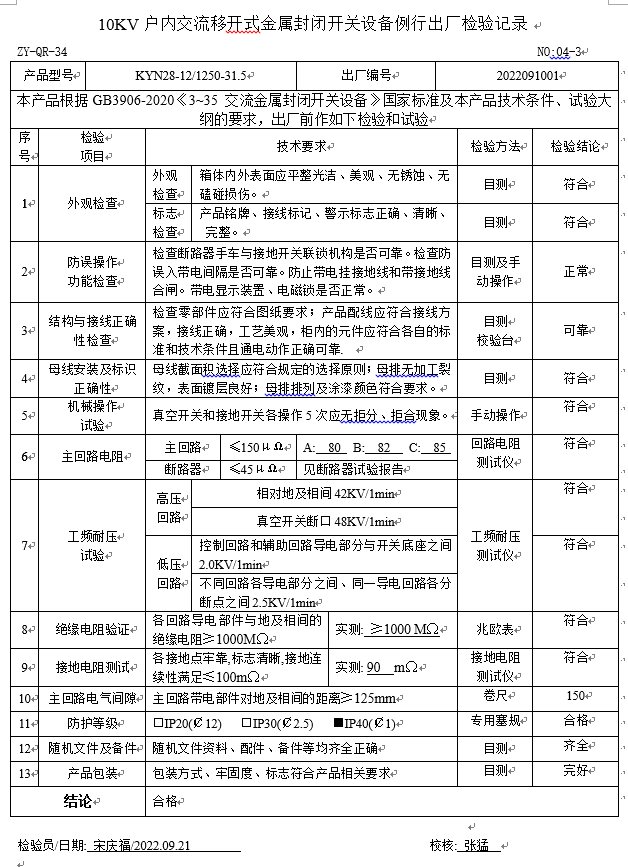 10KV 户内交流移开式金属封闭开关设备例行出厂检验记录
ZY-QR-34 NO:04-3
产品型号 KYN28-12/1250-31.5 出厂编号 2022091001
本产品根据 GB3906-2020《3~35 交流金属封闭开关设备》国家标准及本产品技术条件、试验大
纲的要求，出厂前作如下检验和试验
序号 检验项目 技术要求 检验方法 检验结论
1 外观检查 外观检查 箱体内外表面应平整光洁、美观、无锈蚀、无
磕碰损伤。 目测 符合
标志检查 产品铭牌、接线标记、警示标志正确、清晰、
完整。 目测 符合
2 防误操作功能检查 检查断路器手车与接地开关联锁机构是否可靠。检查防
误入带电间隔是否可靠。防止带电挂接地线和带接地线
合闸。带电显示装置、电磁锁是否正常。 目测及手动操作 正常
3 结构与接线正确性检查 检查零部件应符合图纸要求；产品配线应符合接线方
案，接线正确，工艺美观，柜内的元件应符合各自的标
准和技术条件且通电动作正确可靠. 目测 校验台 可靠
4 母线安装及标识正确性 母线截面积选择应符合规定的选择原则；母排无加工裂
纹，表面镀层良好；母排排列及涂漆颜色符合要求。 目测 符合
5 机械操作试验 真空开关和接地开关各操作 5 次应无拒分、拒合现象。 手动操作 符合
6 主回路电阻 主回路 ≤150μΩ A: 80 B: 82 C: 85 回路电阻测试仪 符合
断路器 ≤45μΩ 见断路器试验报告
7 工频耐压试验 高压回路 相对地及相间 42KV/1min 工频耐压测试仪 符合
真空开关断口 48KV/1min
低压回路 控制回路和辅助回路导电部分与开关底座之间
2.0KV/1min 符合
不同回路各导电部分之间、同一导电回路各分
断点之间 2.5KV/1min
8 绝缘电阻验证 各回路导电部件与地及相间的
绝缘电阻≥1000MΩ 实测: ≥1000 MΩ 兆欧表 符合
9 接地电阻测试 各接地点牢靠,标志清晰,接地连
续性满足≤100mΩ 实测: 90 mΩ 接地电阻测试仪 符合
10 主回路电气间隙 主回路带电部件对地及相间的距离≥125mm 卷尺 150
11 防护等级 □IP20(₡12) □IP30(₡2.5) ■IP40(₡1) 专用塞规 合格
12 随机文件及备件 随机文件资料、配件、备件等均齐全正确 目测 齐全
13 产品包装 包装方式、牢固度、标志符合产品相关要求 目测 完好
结论 合格
检验员/日期: 宋庆福/2022.09.21 校核: 张猛